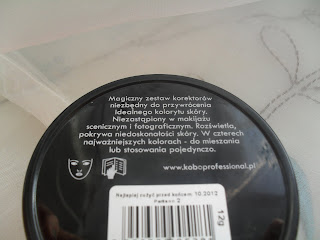 Magiczny zestaw korektorów
niezbędny do przywrócenia
idealnego kolorytu skóry.
Niezastąpiony w makijażu
scenicznym i fotograficznym. Rozświetla,
pokrywa niedoskonałości skóry. W czterech
najważniejszych kolorach - do mieszania
lub stosowania pojedynczo.
www.koboprofessional.pl
Najlepiej zużyć przed końcem: 10.2012
12g